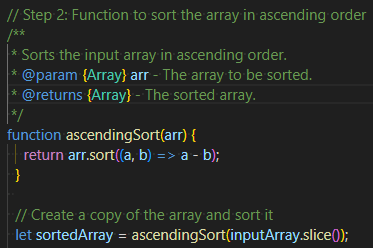 // Step 2: Function to sort the array in ascending order
/**
* Sorts the input array in ascending order.
* @param {Array} arr - The array to be sorted.
* @returns {Array} - The sorted array.
*/
function ascendingSort(arr) {
return arr.sort((a, b) => a - b);
}
// Create a copy of the array and sort it
let sortedArray = ascendingSort(inputArray.slice());